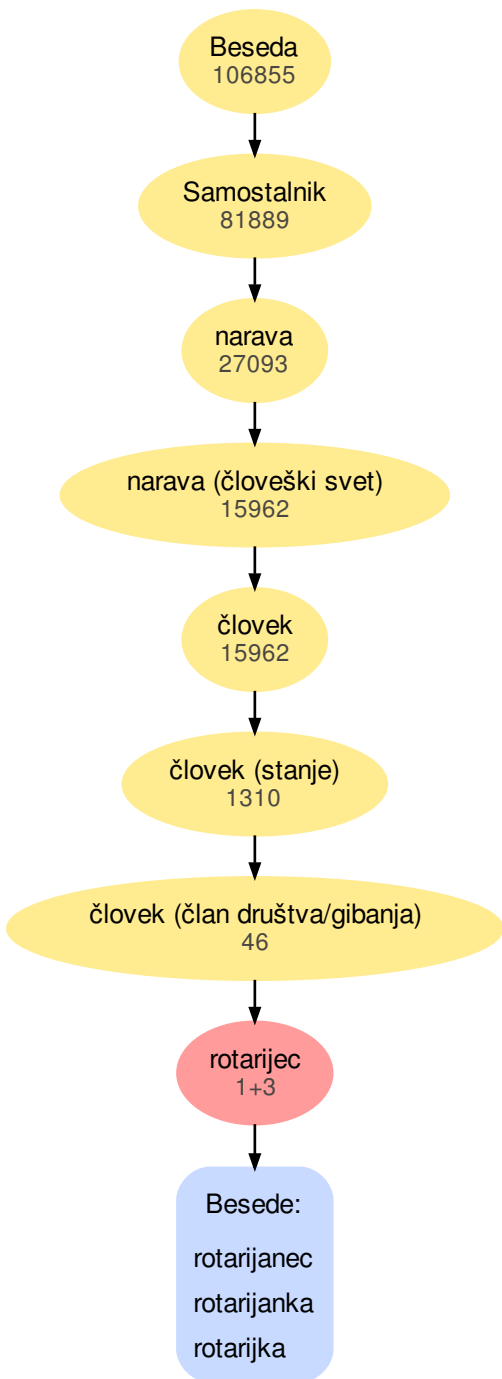 Beseda
106855
Samostalnik
81889
narava
27093
narava (človeški svet)
15962
človek
15962
človek (stanje)
1310
človek (član društva/gibanja)
46
rotarijec
1+3
Besede:
rotarijanec
rotarijanka
rotarijka